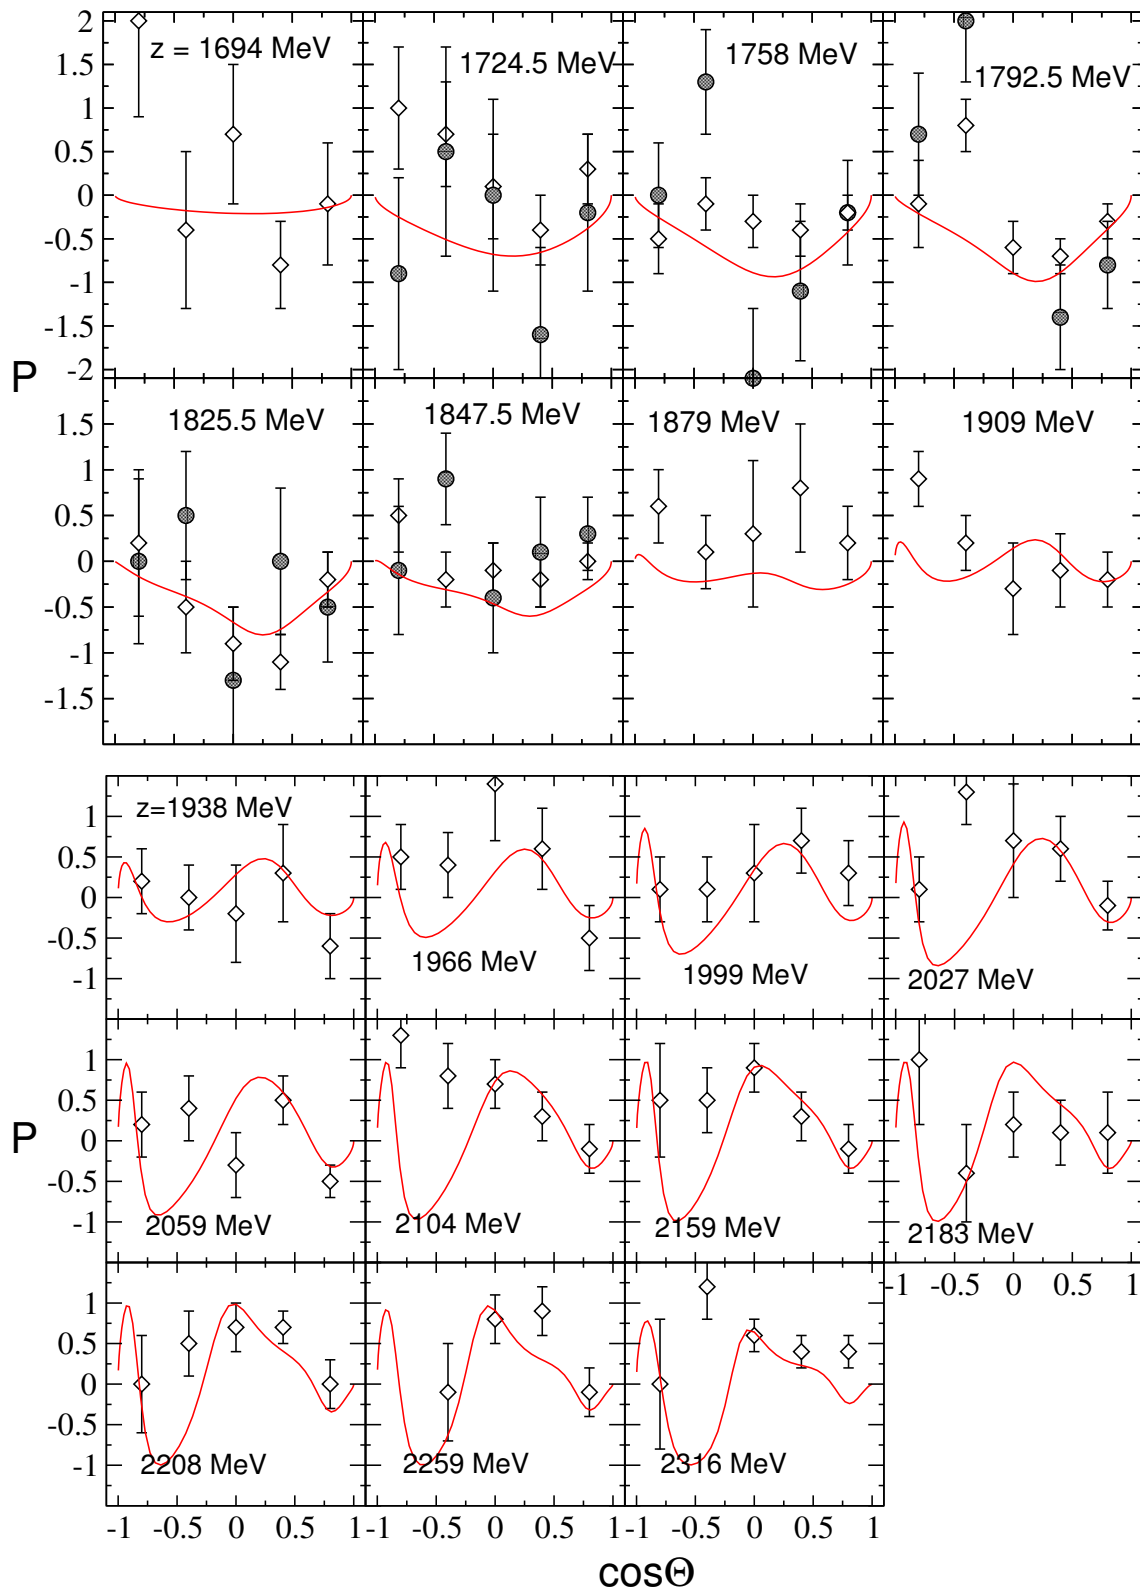 2
1.5
1
0.5
0
-0.5
-1
-1.5
-2
z = 1694 MeV
1724.5 MeV
1758 MeV
1792.5 MeV
P
1.5
1
0.5
0
-0.5
-1
-1.5
1825.5 MeV
1847.5 MeV
1879 MeV
1909 MeV
1
0.5
0
-0.5
-1
z=1938 MeV
1966 MeV
1999 MeV
2027 MeV
P
1
0.5
0
-0.5
-1
2059 MeV
2104 MeV
2159 MeV
2183 MeV
-1 -0.5 0 0.5 1
1
0.5
0
-0.5
-1
2208 MeV
2259 MeV
2316 MeV
-1 -0.5 0 0.5 1 -1 -0.5 0 0.5 1 -1 -0.5 0 0.5 1
cosΘ